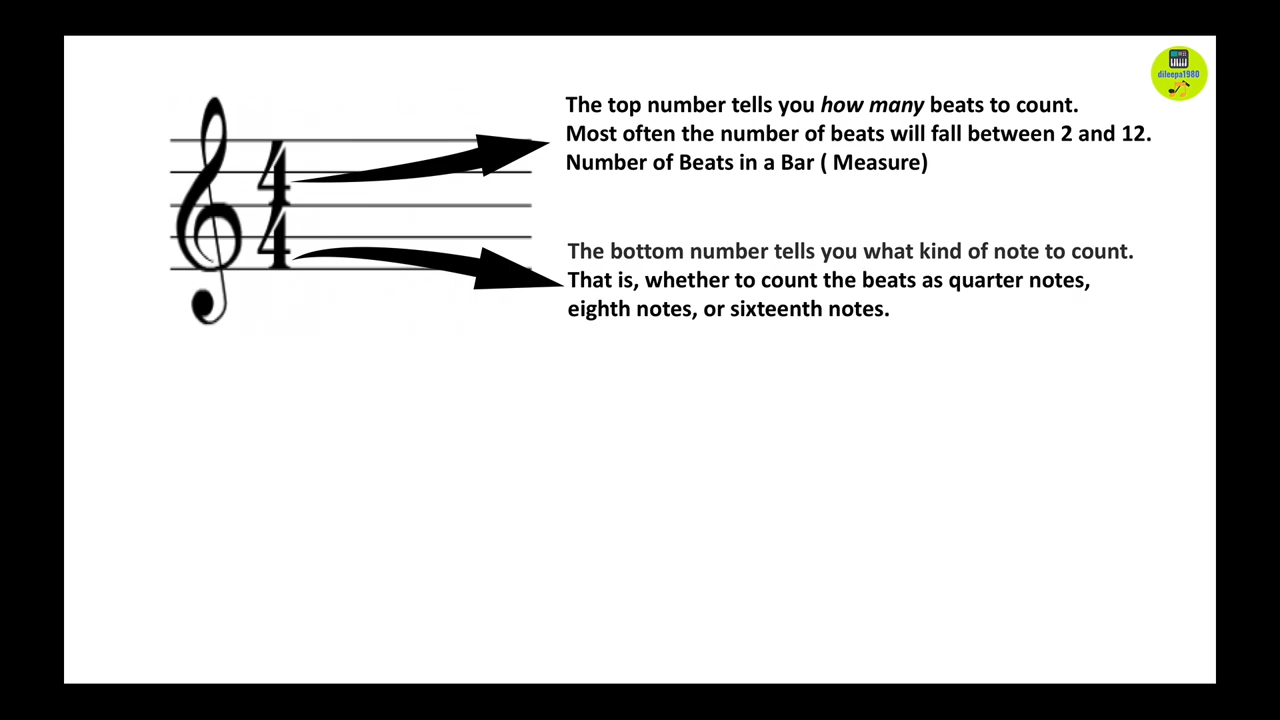 dileepa1980
The top number tells you how many beats to count.
Most often the number of beats will fall between 2 and 12.
Number of Beats in a Bar ( Measure)
4
4
The bottom number tells you what kind of note to count.
That is, whether to count the beats as quarter notes,
eighth notes, or sixteenth notes.